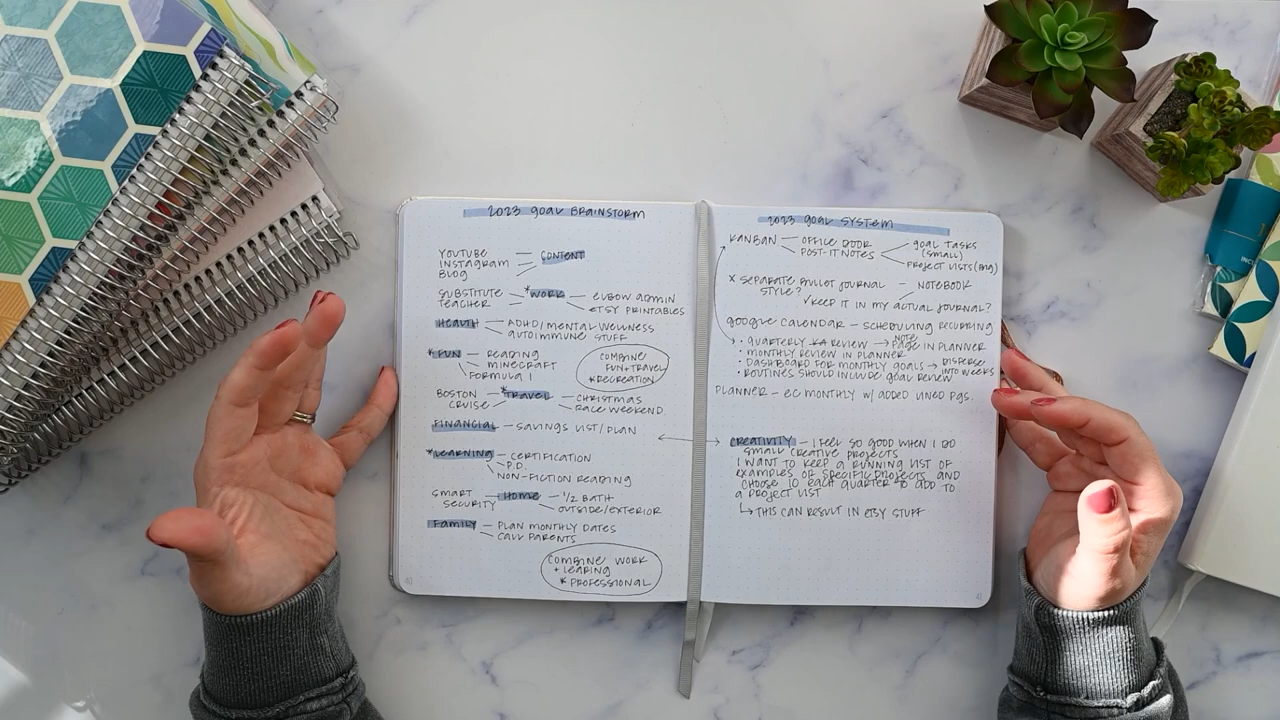 2023 GOAL BRAINSTORM
YOUTUBE
INSTAGRAM
BLOG
CONTENT
SUBSTITUTE
TEACHER
*WORK
ELBOW ADMIN
ETSY PRINTABLES
HEALTH
ADHD/MENTAL WELLNESS
AUTOIMMUNE STUFF
*FUN
READING
MINECRAFT
FORMULA 1
COMBINE
FUN+TRAVEL
*RECREATION
BOSTON
CRUISE
*TRAVEL
CHRISTMAS
RACE WEEKEND
FINANCIAL
SAVINGS LIST/PLAN
*LEARNING
CERTIFICATION
P.D.
NON-FICTION READING
SMART
SECURITY
HOME
1/2 BATH
OUTSIDE/EXTERIOR
FAMILY
PLAN MONTHLY DATES
CALL PARENTS
COMBINE WORK
+ LEARING
* PROFESSIONAL
40
2023 GOAL SYSTEM
KANBAN
OFFICE DOOR
POST-IT NOTES
GOAL TASKS
(SMALL)
PROJECT LISTS (BIG)
X SEPARATE BULLET JOURNAL — NOTEBOOK
STYLE?
✓KEEP IT IN MY ACTUAL JOURNAL?
GOOGLE CALENDAR — SCHEDULING RECURRING
NOTE
• QUARTERLY KA REVIEW → PAGE IN PLANNER
• MONTHLY REVIEW IN PLANNER
• DASHBOARD FOR MONTHLY GOALS → DISPERSE
INTO WEEKS
• ROUTINES SHOULD INCLUDE GOAL REVIEW
PLANNER — EC MONTHLY W/ ADDED LINED PGS.
CREATIVITY — I FEEL SO GOOD WHEN I DO
SMALL CREATIVE PROJECTS
I WANT TO KEEP A RUNNING LIST OF
EXAMPLES OR SPECIFIC PROJECTS AND
CHOOSE 10 EACH QUARTER TO ADD TO
A PROJECT LIST
↳ THIS CAN RESULT IN ETSY STUFF
41